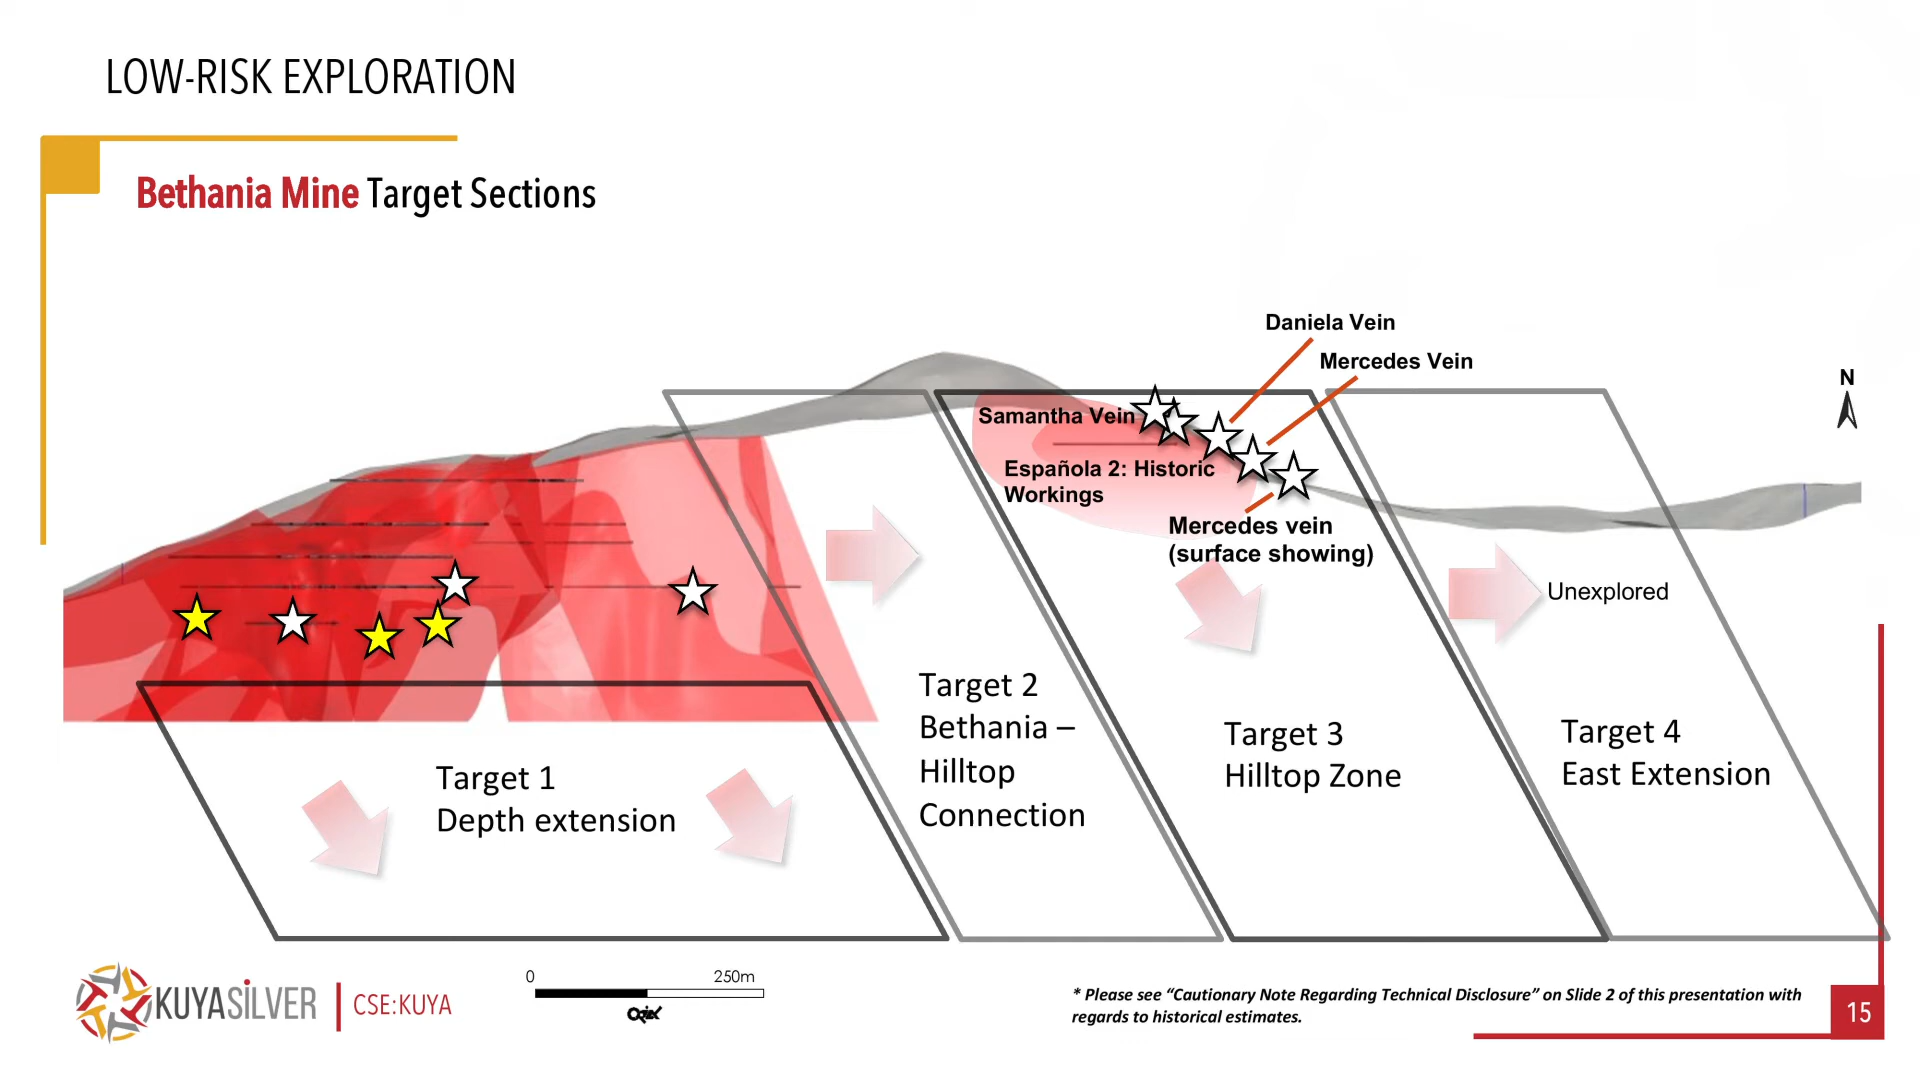 LOW-RISK EXPLORATION
Bethania Mine Target Sections
Daniela Vein
Mercedes Vein
N
Samantha Vein
Española 2: Historic
Workings
Mercedes vein
(surface showing)
Unexplored
Target 1
Depth extension
Target 2
Bethania –
Hilltop
Connection
Target 3
Hilltop Zone
Target 4
East Extension
KUYASILVER
CSE:KUYA
0
250m
* Please see “Cautionary Note Regarding Technical Disclosure” on Slide 2 of this presentation with
regards to historical estimates.
15